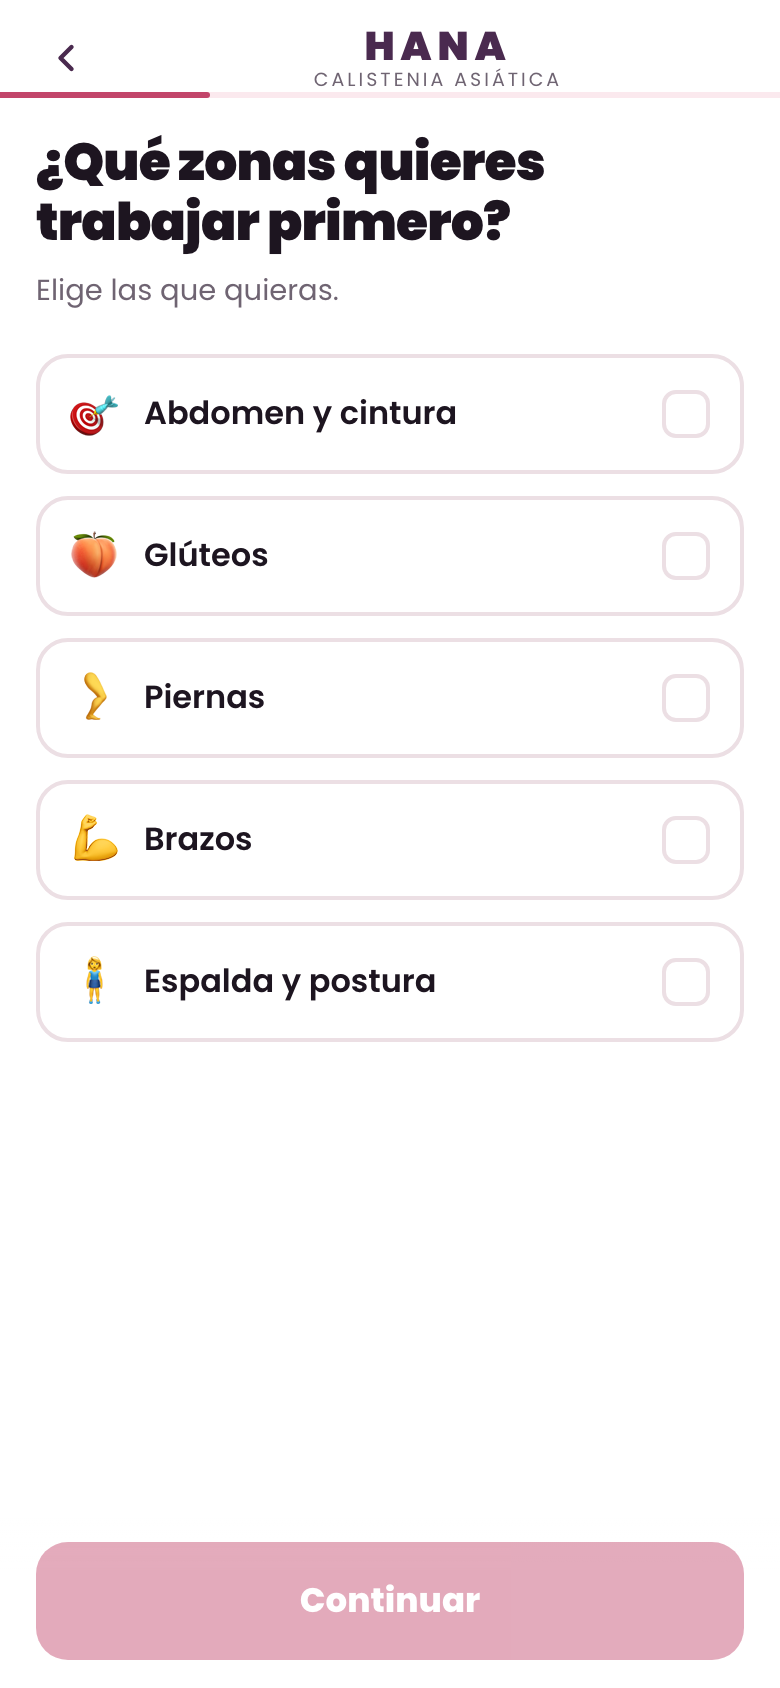 HANA
CALISTENIA ASIÁTICA
¿Qué zonas quieres
trabajar primero?
Elige las que quieras.
Abdomen y cintura
Glúteos
Piernas
Brazos
Espalda y postura
Continuar